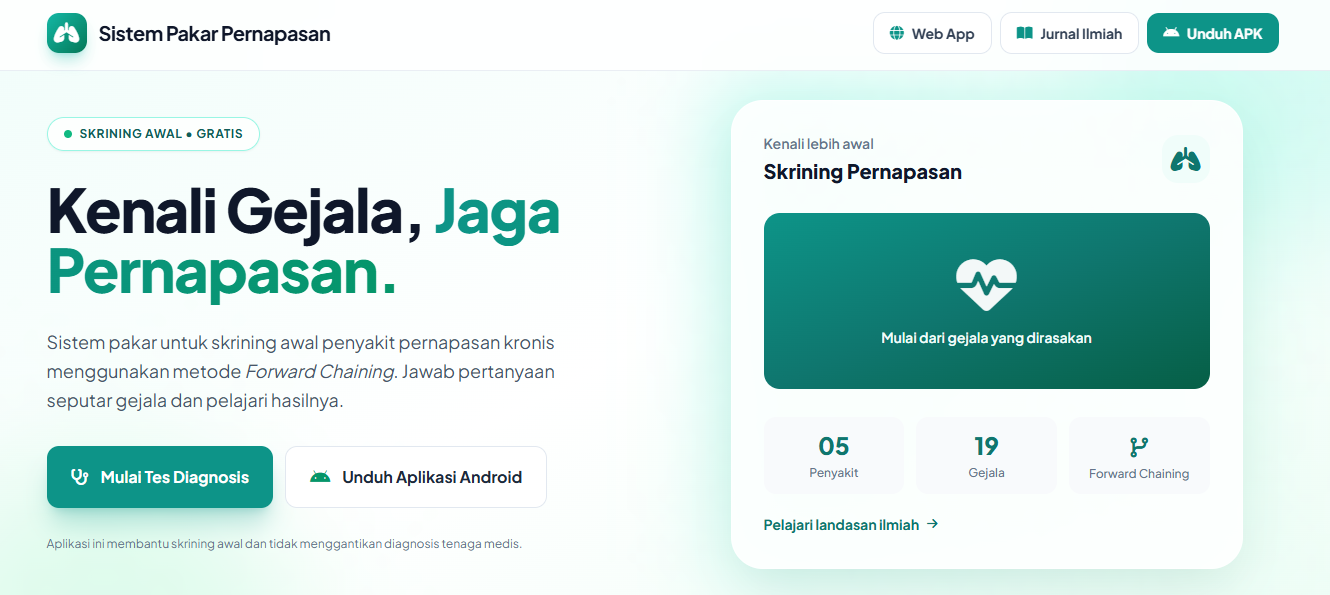 Sistem Pakar Pernapasan
Web App
Jurnal Ilmiah
Unduh APK
SKRINING AWAL • GRATIS
Kenali Gejala, Jaga
Pernapasan.
Sistem pakar untuk skrining awal penyakit pernapasan kronis
menggunakan metode Forward Chaining. Jawab pertanyaan
seputar gejala dan pelajari hasilnya.
Mulai Tes Diagnosis
Unduh Aplikasi Android
Aplikasi ini membantu skrining awal dan tidak menggantikan diagnosis tenaga medis.
Kenali lebih awal
Skrining Pernapasan
Mulai dari gejala yang dirasakan
05
Penyakit
19
Gejala
Forward Chaining
Pelajari landasan ilmiah →